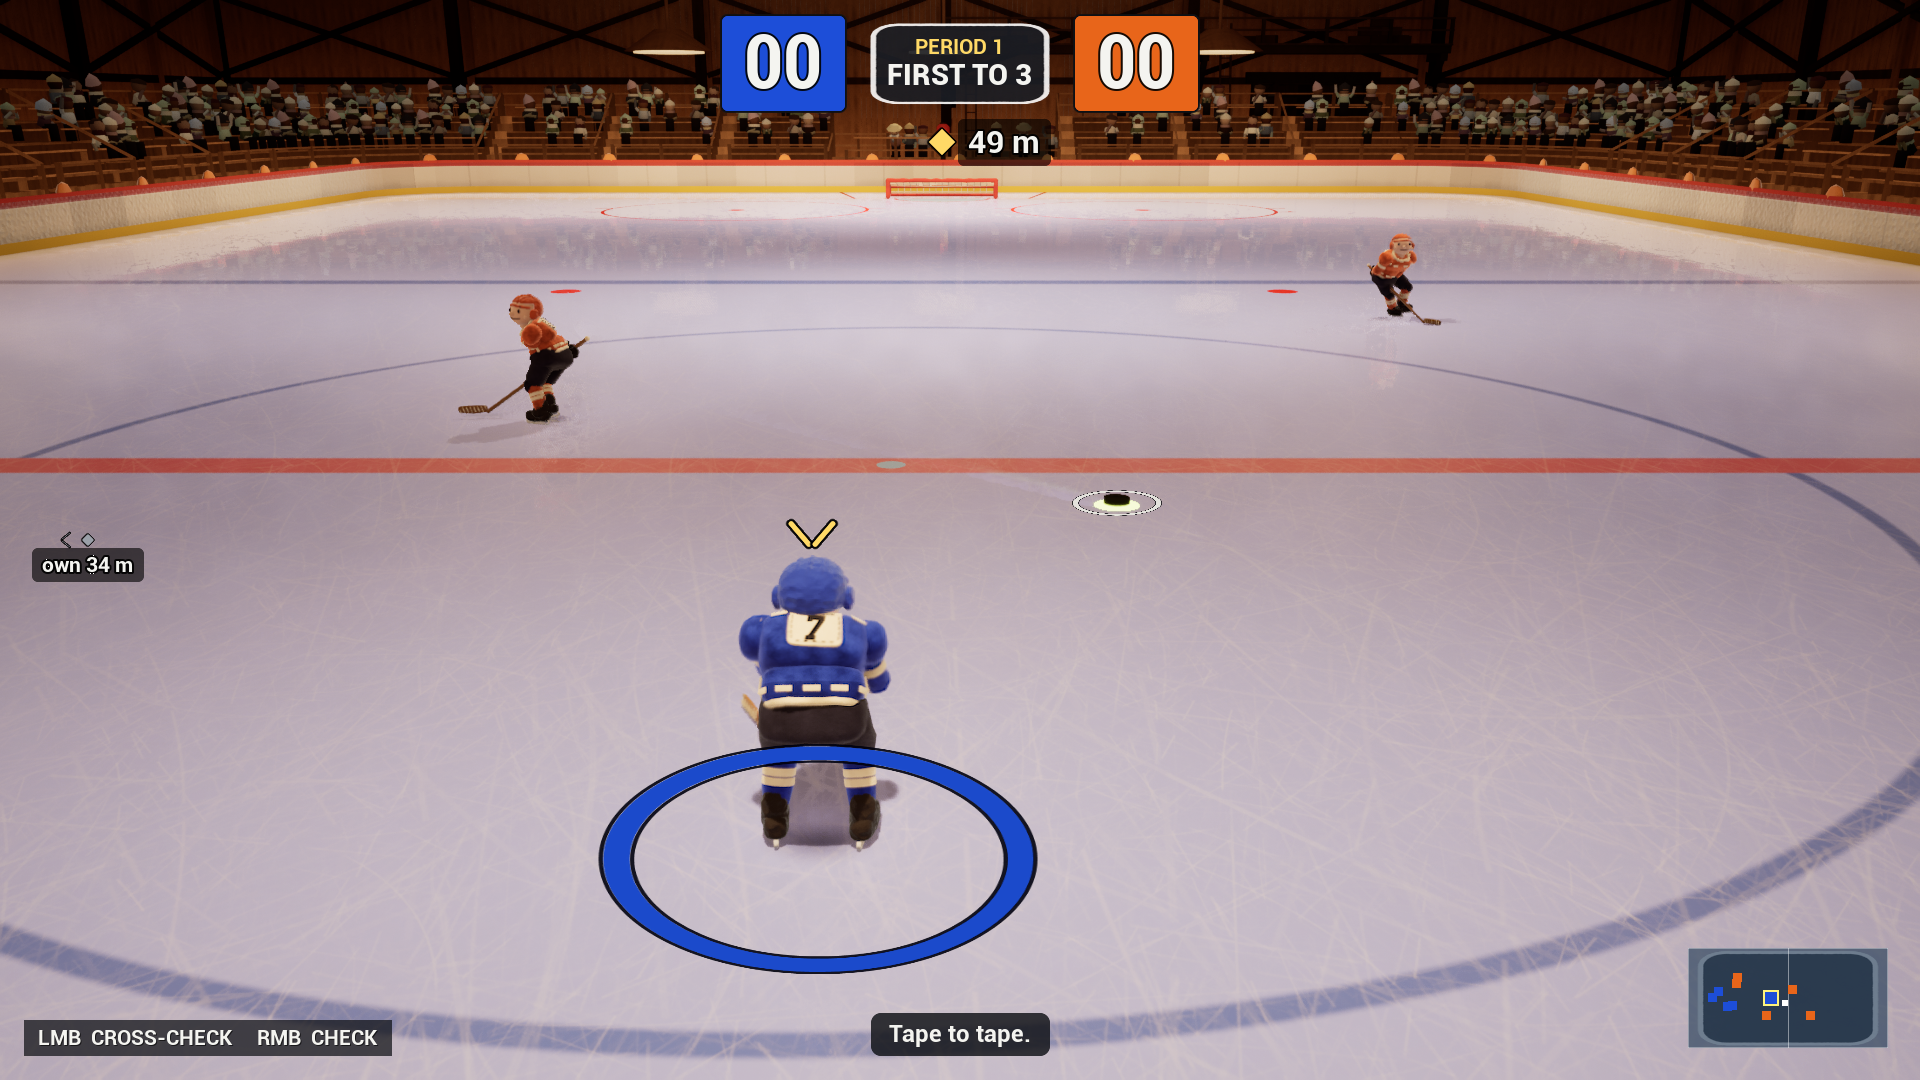 00
PERIOD 1
FIRST TO 3
00
49 m
own 34 m
7
LMB CROSS-CHECK RMB CHECK
Tape to tape.